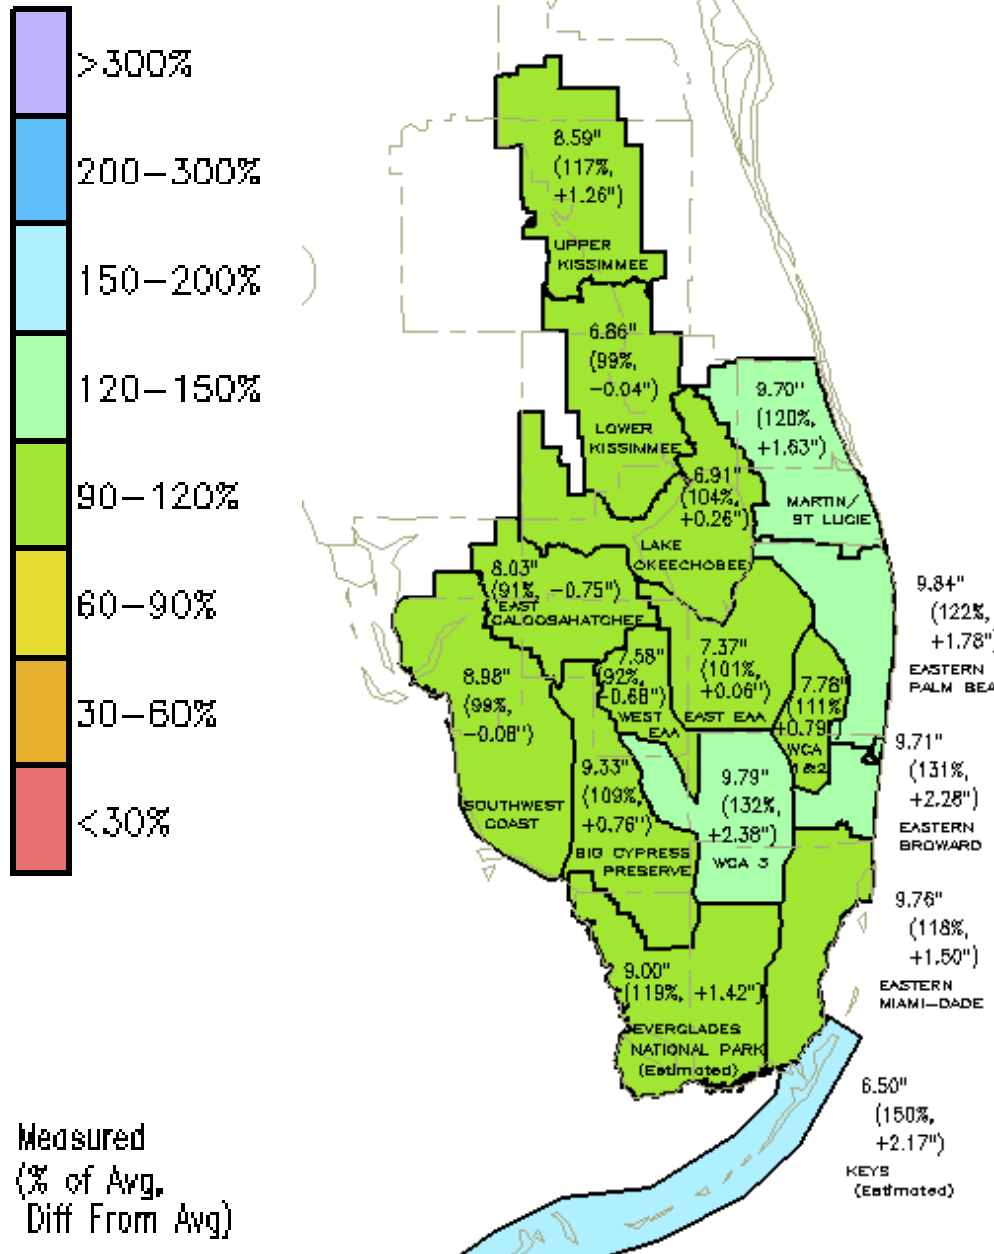 >300%
200-300%
150-200%
120-150%
90-120%
60-90%
30-60%
<30%
8.59"
(117%,
+1.26")
UPPER
KISSIMMEE
6.86"
(99%,
-0.04")
LOWER
KISSIMMEE
9.70"
(120%,
+1.63")
MARTIN/
ST LUCIE
6.91"
(104%,
+0.26")
LAKE
OKEECHOBEE
8.03"
(91%, -0.75")
EAST
CALOOSAHATCHEE
9.84"
(122%,
+1.78")
EASTERN
PALM BEA
8.98"
(99%,
-0.08")
SOUTHWEST
COAST
7.58"
(92%,
-0.68")
WEST
EAA
7.37"
(101%,
+0.06")
EAST EAA
7.78"
(111%
+0.79
WCA
1&2
9.71"
(131%,
+2.28")
EASTERN
BROWARD
9.33"
(109%,
+0.76")
BIG CYPRESS
PRESERVE
9.79"
(132%,
+2.38")
WCA 3
9.76"
(118%,
+1.50")
EASTERN
MIAMI-DADE
9.00"
(119%, +1.42")
EVERGLADES
NATIONAL PARK
(Estimated)
6.50"
(150%,
+2.17")
KEYS
(Estimated)
Measured
(% of Avg,
Diff From Avg)